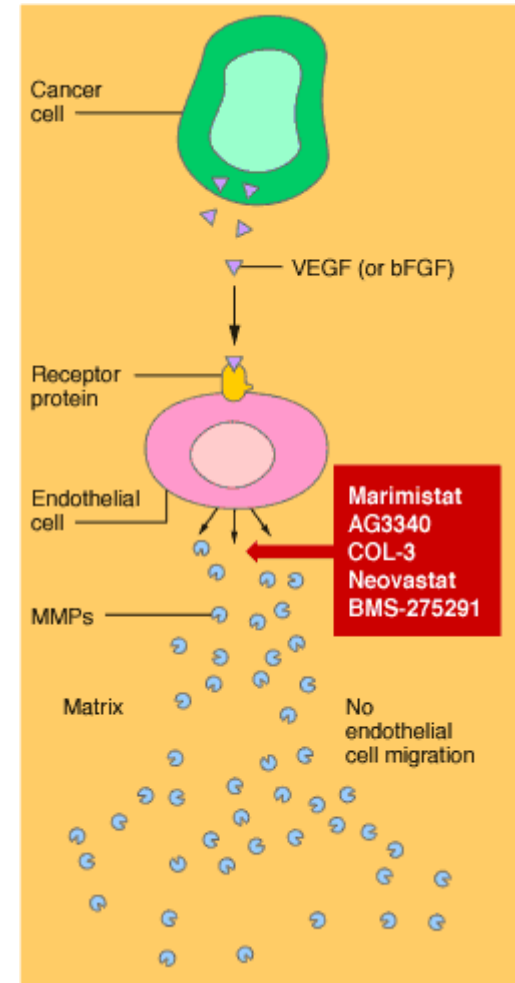 Cancer
cell
VEGF (or bFGF)
Receptor
protein
Endothelial
cell
Marimistat
AG3340
COL-3
Neovastat
BMS-275291
MMPs
Matrix
No
endothelial
cell migration